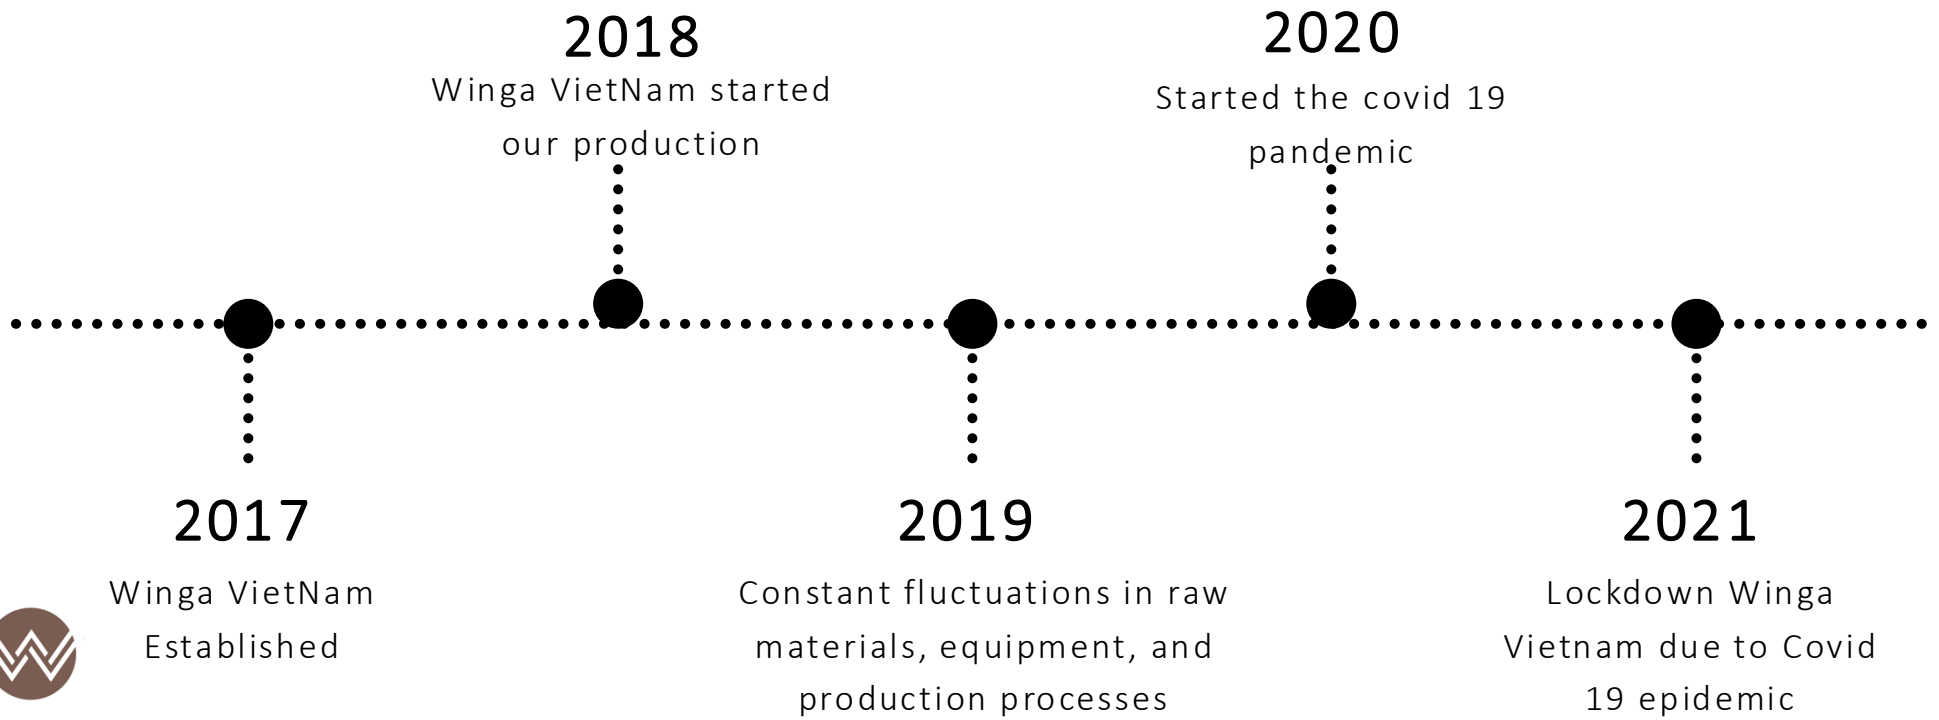 2018
Winga VietNam started
our production
2020
Started the covid 19
pandemic
2017
Winga VietNam
Established
2019
Constant fluctuations in raw
materials, equipment, and
production processes
2021
Lockdown Winga
Vietnam due to Covid
19 epidemic